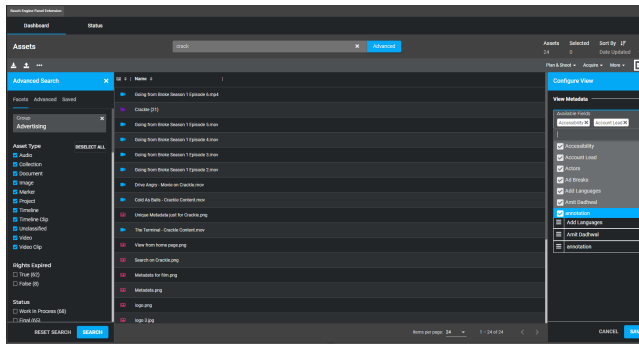 Reach Engine Panel Extension
Dashboard Status
Assets
crackl
Advanced
Assets Selected Sort By
24 0 Date Updated
Plan & Shoot Acquire More
Advanced Search
Name
Configure View
Facets Advanced Saved
Group
Advertising
Asset Type DESELECT ALL
Audio
Collection
Document
Image
Marker
Project
Timeline
Timeline Clip
Unclassified
Video
Video Clip
Rights Expired
True (62)
False (8)
Status
Work In Process (68)
Final (65)
RESET SEARCH SEARCH
Going from Broke Season 1 Episode 6.mp4
Crackle (21)
Going from Broke Season 1 Episode 5.mov
Going from Broke Season 1 Episode 4.mov
Going from Broke Season 1 Episode 3.mov
Going from Broke Season 1 Episode 2.mov
Drive Angry - Movie on Crackle.mov
Cold As Balls - Crackle Content.mov
Unique Metadata just for Crackle.png
The Terminal - Crackle Content.mov
View from home page.png
Search on Crackle.png
Metadata for film.png
Metadata.png
logo.png
logo 3.jpg
Items per page: 24 1 – 24 of 24
View Metadata
Available Fields
Accessibility Account Lead
Accessibility
Account Lead
Actors
Ad Breaks
Add Languages
Amit Dadhwal
annotation
Add Languages
Amit Dadhwal
annotation
CANCEL